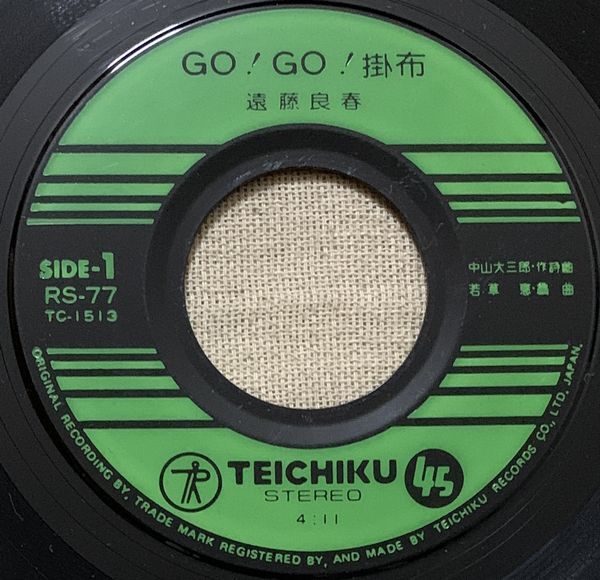 GO！GO！掛布
遠藤良春
SIDE-1
RS-77
TC-1513
中山大三郎・作詩曲
若草恵・編曲
TR
TEICHIKU 45
STEREO
4:11
ORIGINAL RECORDING BY, TRADE MARK REGISTERED BY, AND MADE BY TEICHIKU RECORDS CO., LTD. JAPAN.